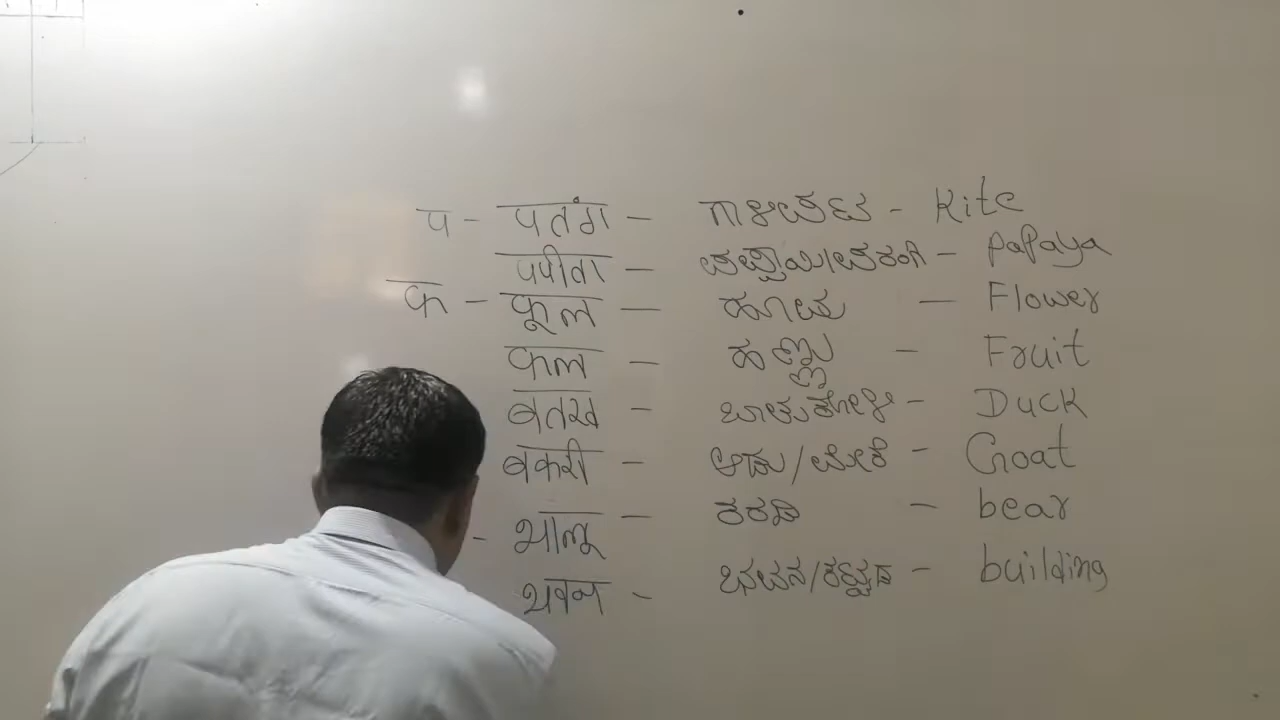 प - पतंग - ಗಾಳಿಪಟ - Kite
पपीता - ಪಪ್ಪಾಯಿ/ಪರಂಗಿ - Papaya
फ - फूल - ಹೂವು - Flower
फल - ಹಣ್ಣು - Fruit
बतख - ಬಾತುಕೋಳಿ - Duck
बकरी - ಆಡು/ಮೇಕೆ - Goat
- भालू - ಕರಡಿ - bear
भवन - ಭವನ/ಕಟ್ಟಡ - building